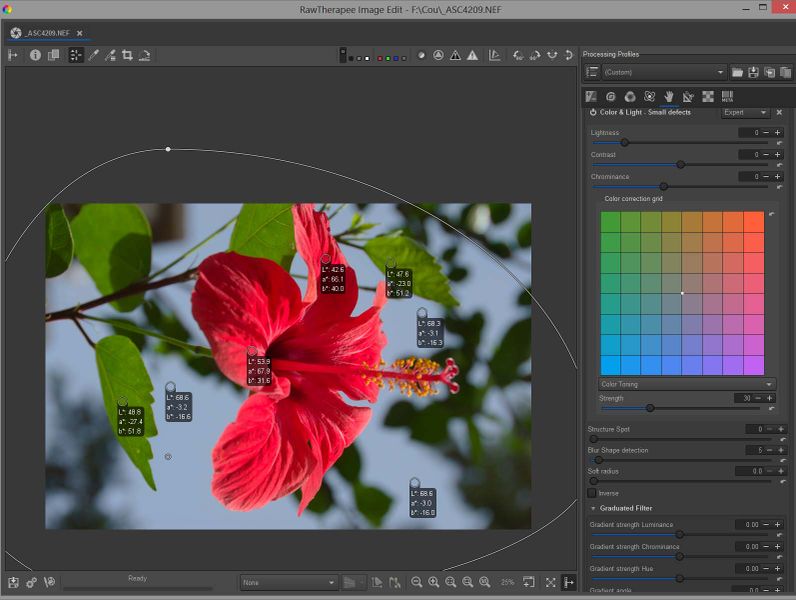 RawTherapee Image Edit - F:\Cou\_ASC4209.NEF
_ASC4209.NEF
Processing Profiles
(Custom)
META
Color & Light - Small defects
Expert
Lightness 0
Contrast 0
Chrominance 0
Color correction grid
Color Toning
Strength 30
Structure Spot 0
Blur Shape detection 5
Soft radius 0.0
Inverse
Graduated Filter
Gradient strength Luminance 0.00
Gradient strength Chrominance 0.00
Gradient strength Hue 0.00
Gradient angle
L*: 42.6
a*: 66.1
b*: 40.0
L*: 47.6
a*: -23.0
b*: 51.2
L*: 68.3
a*: -3.1
b*: -16.3
L*: 53.9
a*: 67.9
b*: 31.6
L*: 68.6
a*: -3.2
b*: -16.6
L*: 48.8
a*: -27.4
b*: 51.8
L*: 68.6
a*: -3.0
b*: -16.0
Ready
None
25%